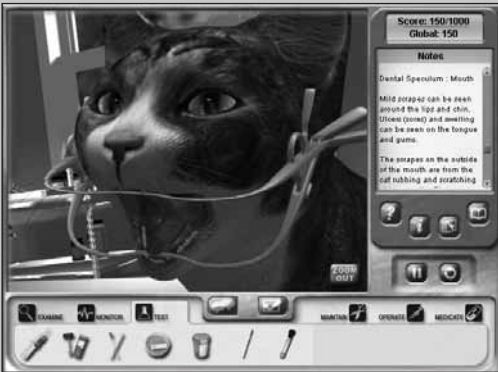 Score: 150/1000
Global: 150
Notes
Dental Speculum : Mouth
Mild scrapes can be seen
around the lips and chin.
Ulcers (sores) and swelling
can be seen on the tongue
and gums.
The scrapes on the outside
of the mouth are from the
cat rubbing and scratching
ZOOM
OUT
EXAMINE MONITOR TEST MAINTAIN OPERATE MEDICATE